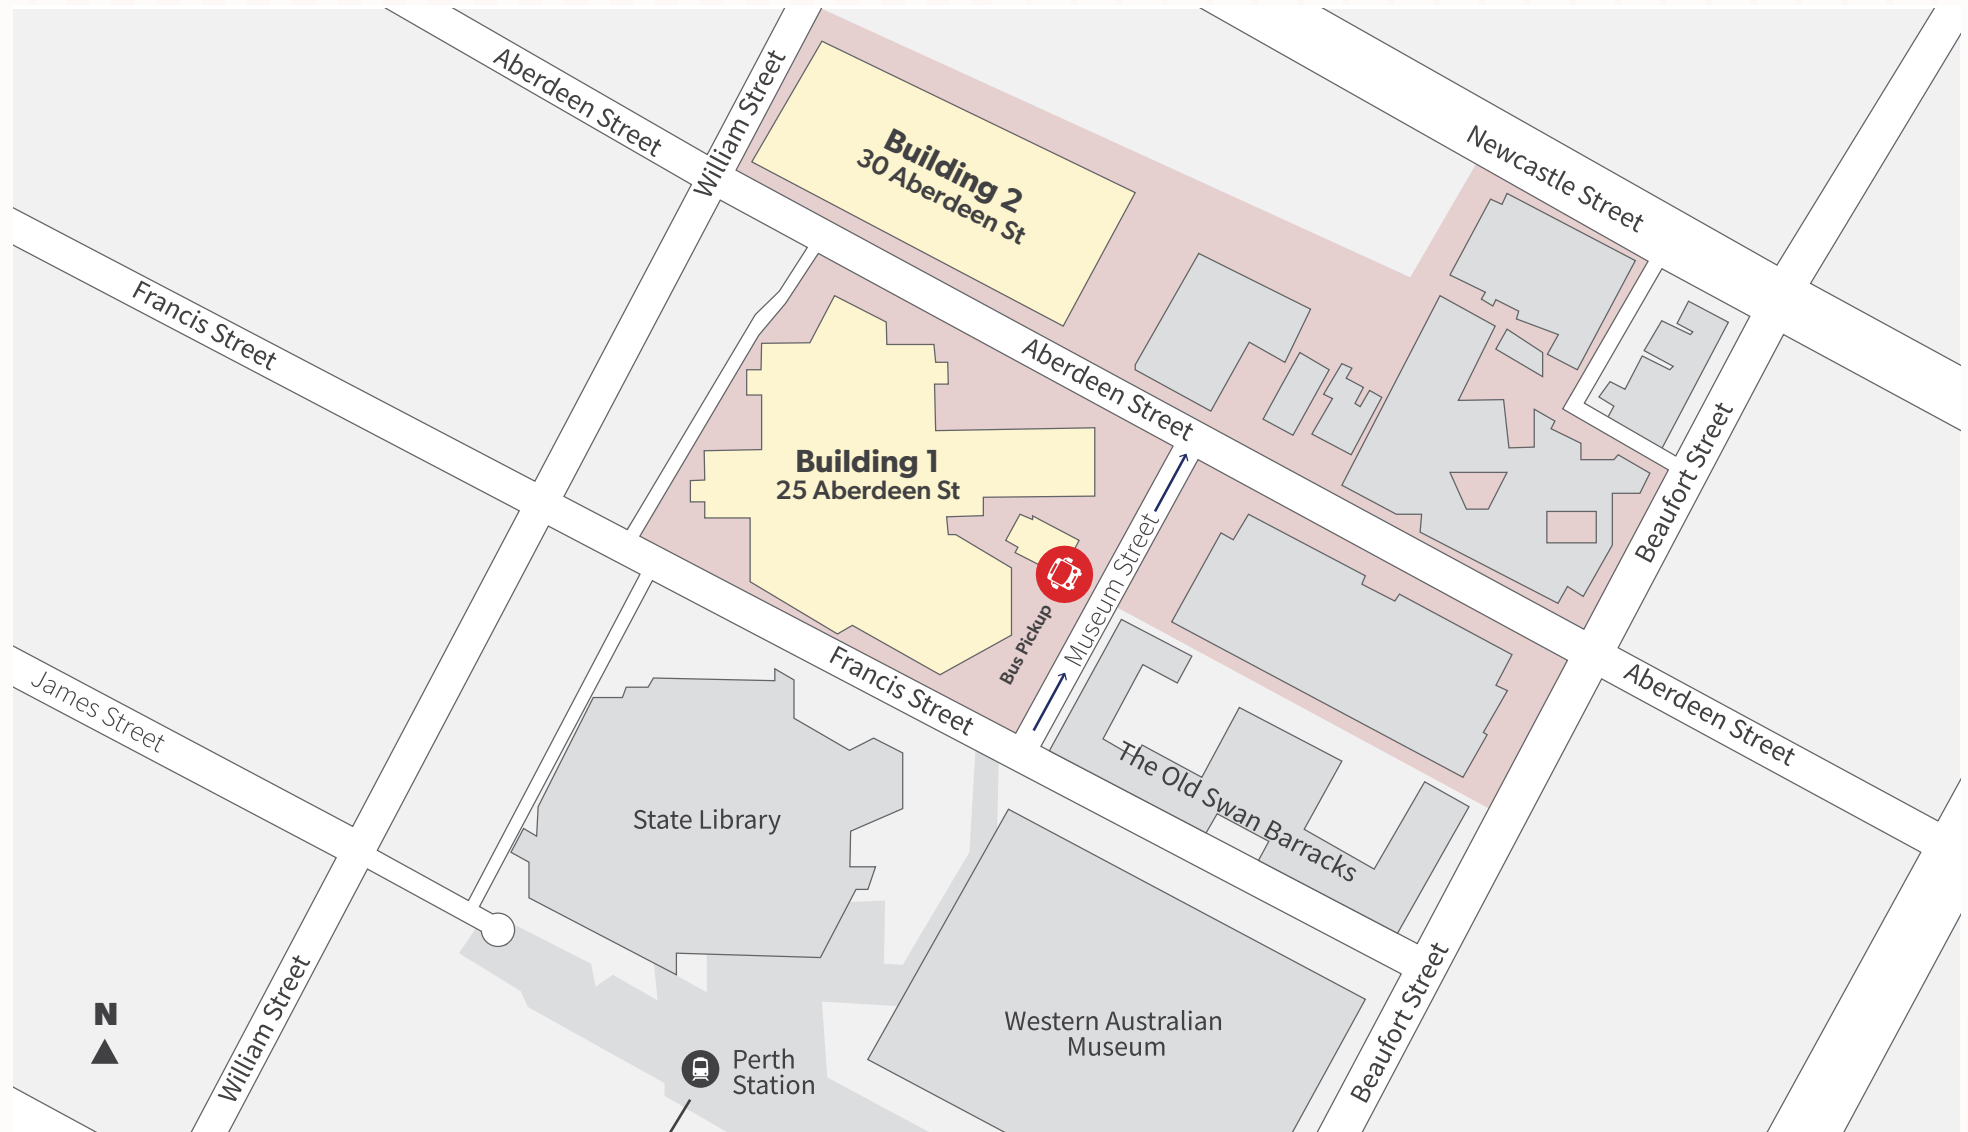 Aberdeen Street
William Street
Building 2
30 Aberdeen St
Newcastle Street
Francis Street
Aberdeen Street
Building 1
25 Aberdeen St
Beaufort Street
Museum Street
Bus Pickup
James Street
Francis Street
Aberdeen Street
State Library
The Old Swan Barracks
N
William Street
Perth
Station
Western Australian
Museum
Beaufort Street